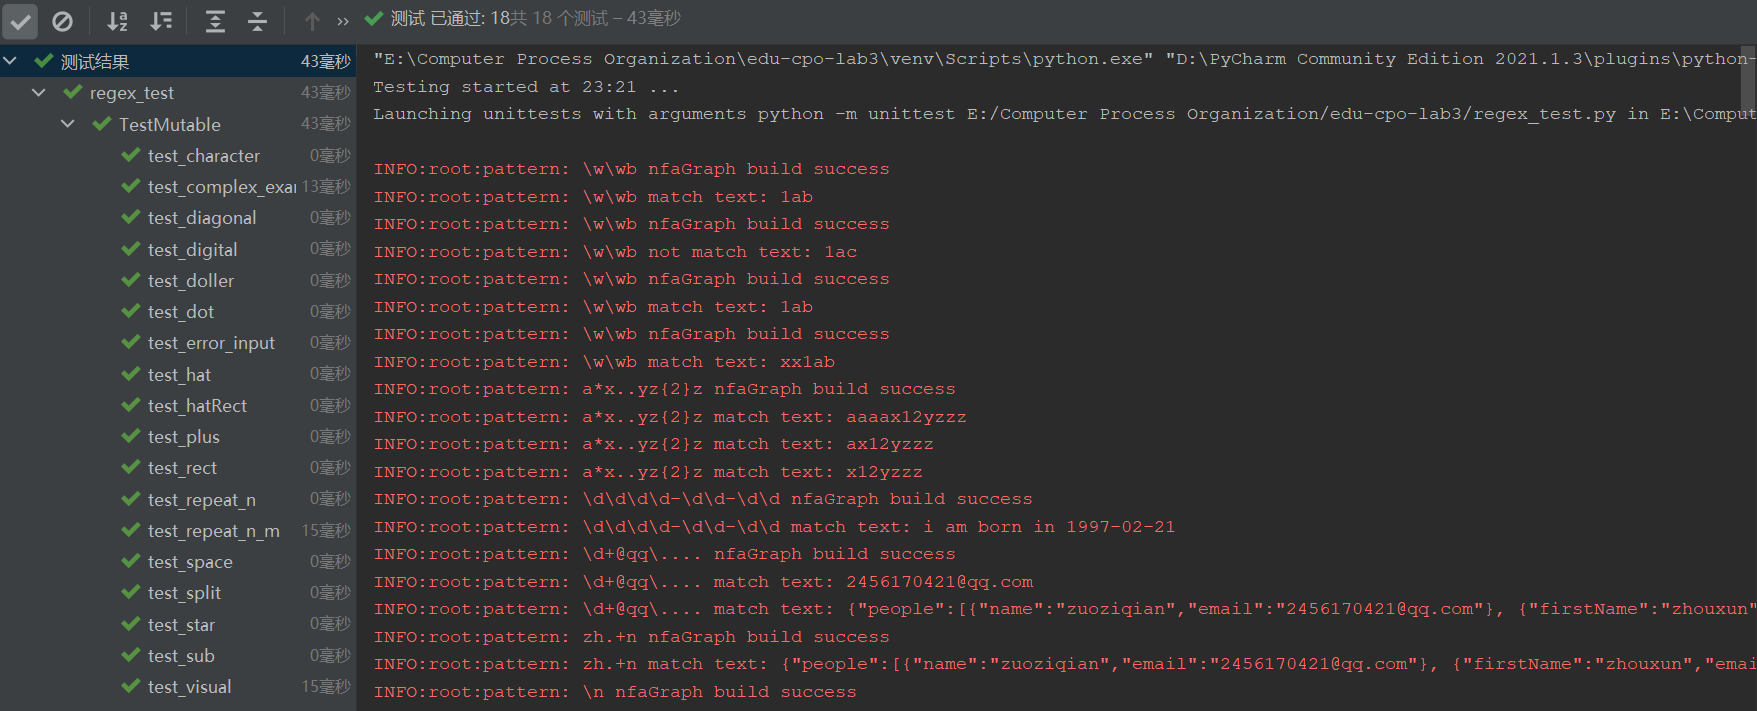 測试 已通过: 18共 18 个测试 – 43毫秒
测试结果 43毫秒
regex_test 43毫秒
TestMutable 43毫秒
test_character 0毫秒
test_complex_exar 13毫秒
test_diagonal 0毫秒
test_digital 0毫秒
test_doller 0毫秒
test_dot 0毫秒
test_error_input 0毫秒
test_hat 0毫秒
test_hatRect 0毫秒
test_plus 0毫秒
test_rect 0毫秒
test_repeat_n 0毫秒
test_repeat_n_m 15毫秒
test_space 0毫秒
test_split 0毫秒
test_star 0毫秒
test_sub 0毫秒
test_visual 15毫秒
"E:\Computer Process Organization\edu-cpo-lab3\venv\Scripts\python.exe" "D:\PyCharm Community Edition 2021.1.3\plugins\python-
Testing started at 23:21 ...
Launching unittests with arguments python -m unittest E:/Computer Process Organization/edu-cpo-lab3/regex_test.py in E:\Comput
INFO:root:pattern: \w\wb nfaGraph build success
INFO:root:pattern: \w\wb match text: 1ab
INFO:root:pattern: \w\wb nfaGraph build success
INFO:root:pattern: \w\wb not match text: 1ac
INFO:root:pattern: \w\wb nfaGraph build success
INFO:root:pattern: \w\wb match text: 1ab
INFO:root:pattern: \w\wb nfaGraph build success
INFO:root:pattern: \w\wb match text: xx1ab
INFO:root:pattern: a*x..yz{2}z nfaGraph build success
INFO:root:pattern: a*x..yz{2}z match text: aaaax12yzzz
INFO:root:pattern: a*x..yz{2}z match text: ax12yzzz
INFO:root:pattern: a*x..yz{2}z match text: x12yzzz
INFO:root:pattern: \d\d\d\d-\d\d-\d\d nfaGraph build success
INFO:root:pattern: \d\d\d\d-\d\d-\d\d match text: i am born in 1997-02-21
INFO:root:pattern: \d+@qq\.... nfaGraph build success
INFO:root:pattern: \d+@qq\.... match text: 2456170421@qq.com
INFO:root:pattern: \d+@qq\.... match text: {"people":[{"name":"zuoziqian","email":"2456170421@qq.com"}, {"firstName":"zhouxun"
INFO:root:pattern: zh.+n nfaGraph build success
INFO:root:pattern: zh.+n match text: {"people":[{"name":"zuoziqian","email":"2456170421@qq.com"}, {"firstName":"zhouxun","emai
INFO:root:pattern: \n nfaGraph build success